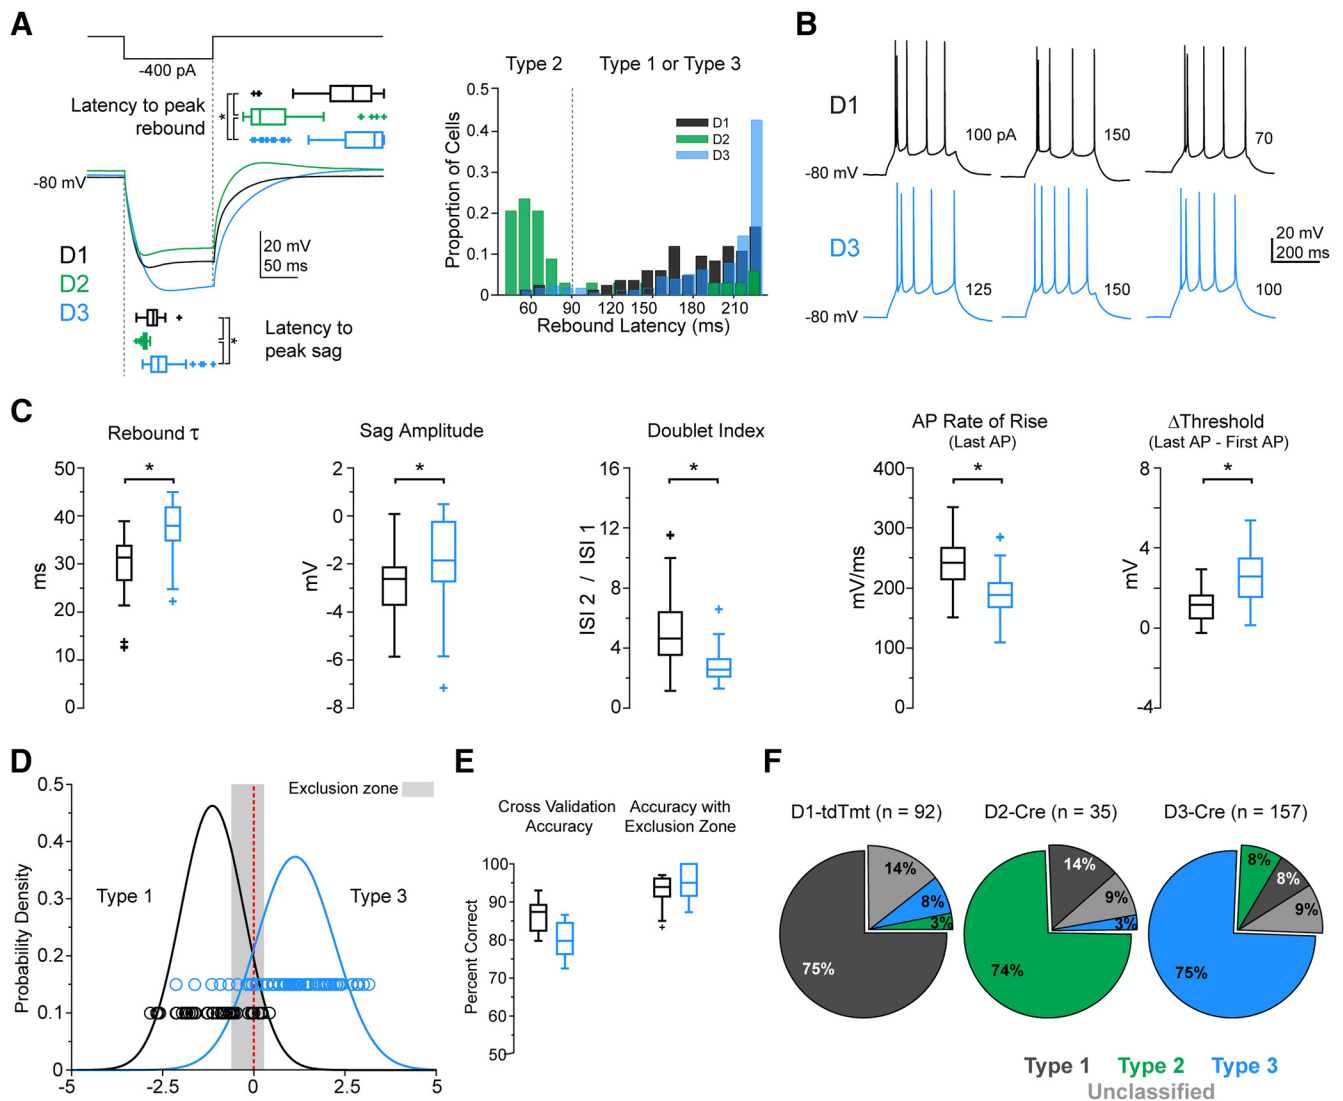 A
-400 pA
Latency to peak
rebound
*
-80 mV
20 mV
50 ms
D1
D2
D3
Latency to
peak sag
*
Type 2
Type 1 or Type 3
D1
D2
D3
Proportion of Cells
0.5
0.4
0.3
0.2
0.1
0
60 90 120 150 180 210
Rebound Latency (ms)
B
D1
100 pA
150
70
-80 mV
D3
125
150
100
-80 mV
20 mV
200 ms
C
Rebound τ
*
ms
50
40
30
20
10
0
Sag Amplitude
*
mV
2
0
-2
-4
-6
-8
Doublet Index
*
ISI 2 / ISI 1
16
12
8
4
0
AP Rate of Rise
(Last AP)
*
mV/ms
400
300
200
100
0
ΔThreshold
(Last AP - First AP)
*
mV
8
4
0
-4
D
Exclusion zone
Type 1
Type 3
Probability Density
0.5
0.4
0.3
0.2
0.1
0
-5 -2.5 0 2.5 5
E
Cross Validation
Accuracy
Accuracy with
Exclusion Zone
Percent Correct
100
90
80
70
60
50
F
D1-tdTmt (n = 92)
14%
8%
3%
75%
D2-Cre (n = 35)
14%
9%
3%
74%
D3-Cre (n = 157)
8%
8%
9%
75%
Type 1 Type 2 Type 3
Unclassified